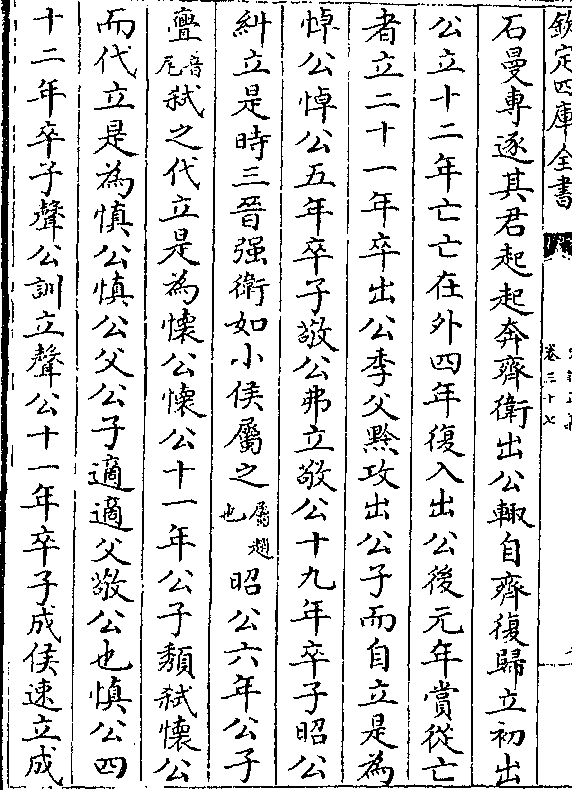 欽定四庫全書
卷三十七
石曼專逐其君起起奔齊衛出公輒自齊復歸立初出
公立十二年亡亡在外四年復入出公後元年賞從亡
者立二十一年卒出公季父黔攻出公子而自立是為
悼公悼公五年卒子敬公弗立敬公十九年卒子昭公
糾立是時三晉强衛如小侯屬之屬趙也昭公六年公子
亹音尾弑之代立是為懷公懷公十一年公子頽弑懷公
而代立是為慎公慎公父公子適適父敬公也慎公四
十二年卒子聲公訓立聲公十一年卒子成侯速立成